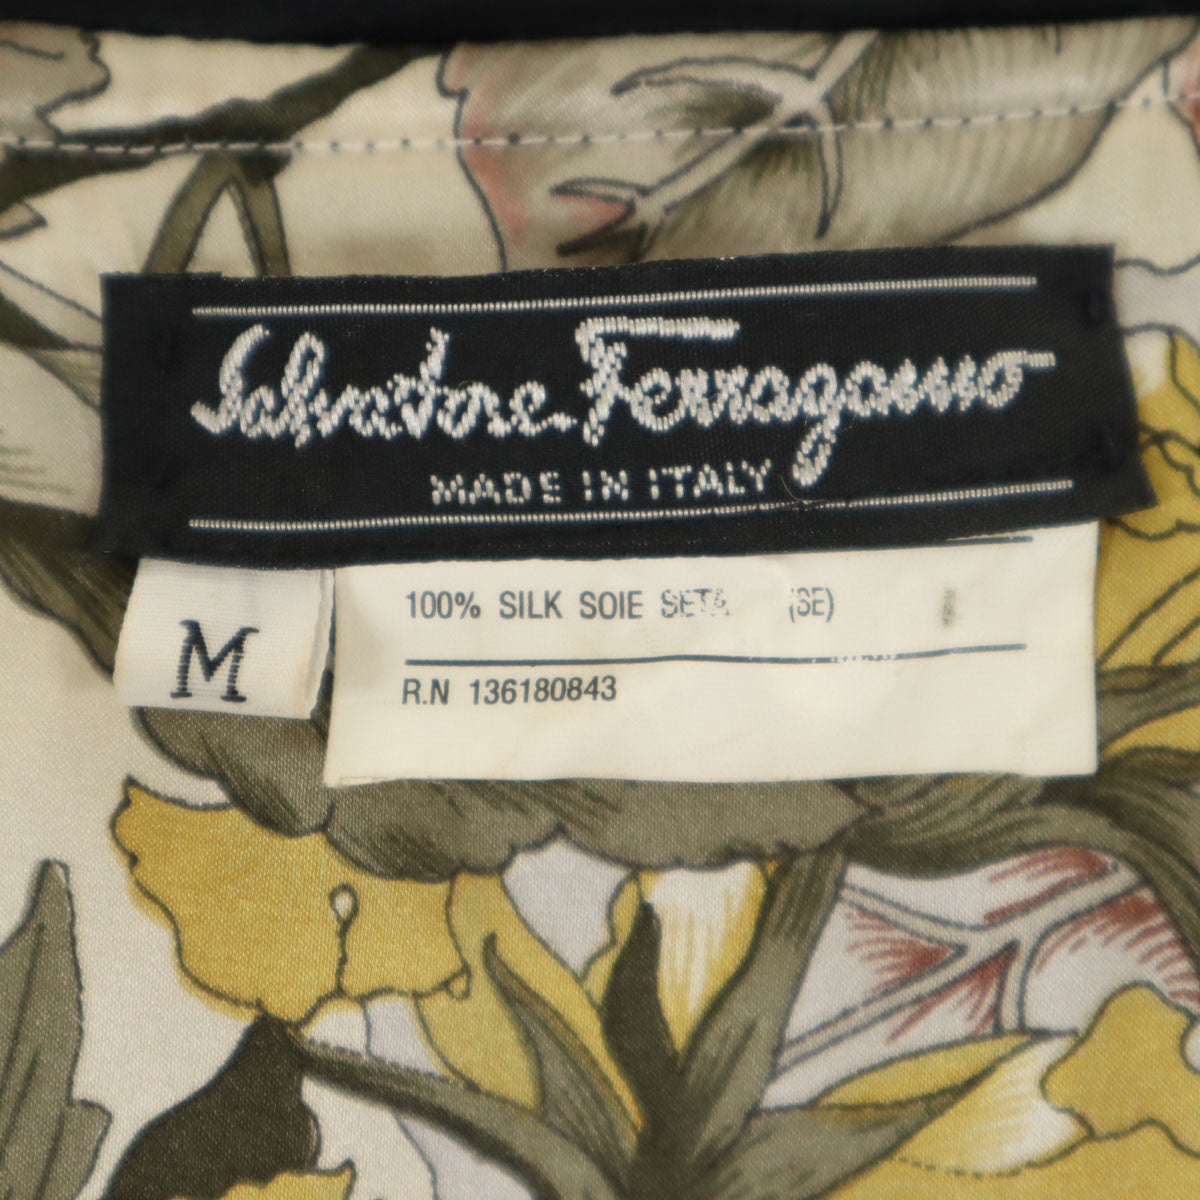 Salvatore Ferragamo
MADE IN ITALY
M
100% SILK SOIE SETA (SE)
R.N 136180843